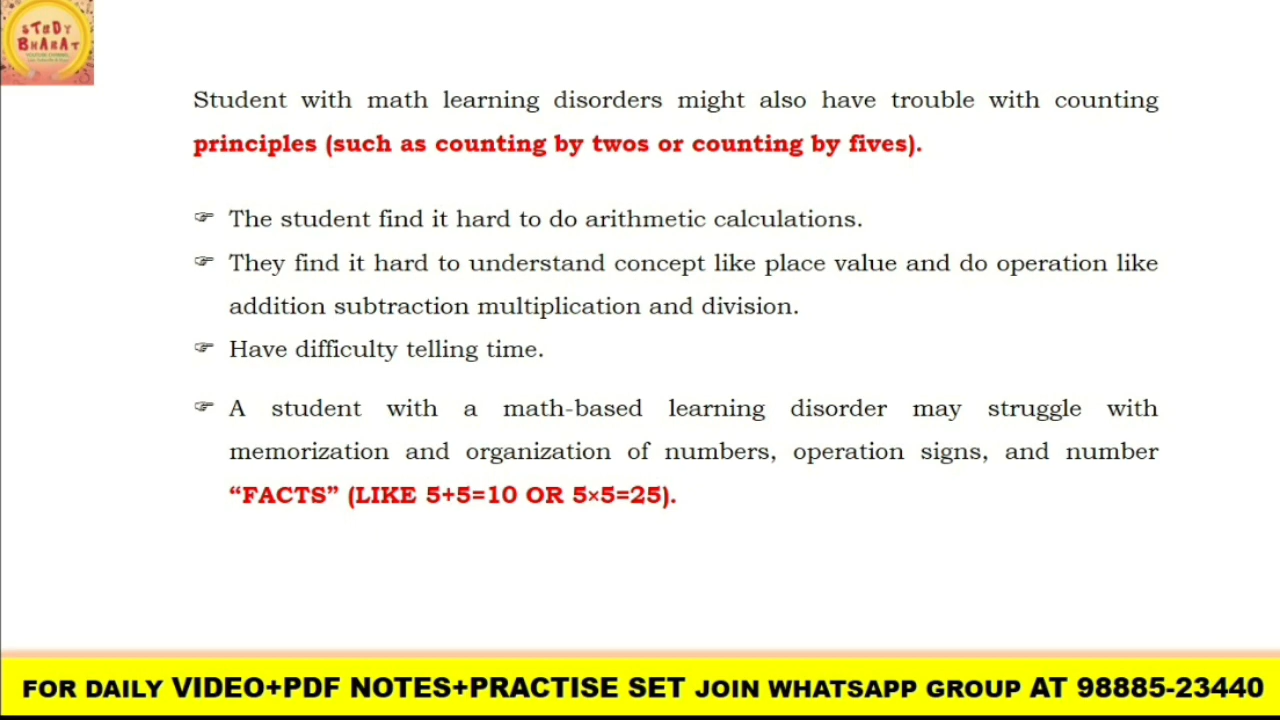 STUDY
BHARAT
Student with math learning disorders might also have trouble with counting
principles (such as counting by twos or counting by fives).
☞ The student find it hard to do arithmetic calculations.
☞ They find it hard to understand concept like place value and do operation like
addition subtraction multiplication and division.
☞ Have difficulty telling time.
☞ A student with a math-based learning disorder may struggle with
memorization and organization of numbers, operation signs, and number
“FACTS” (LIKE 5+5=10 OR 5×5=25).
FOR DAILY VIDEO+PDF NOTES+PRACTISE SET JOIN WHATSAPP GROUP AT 98885-23440